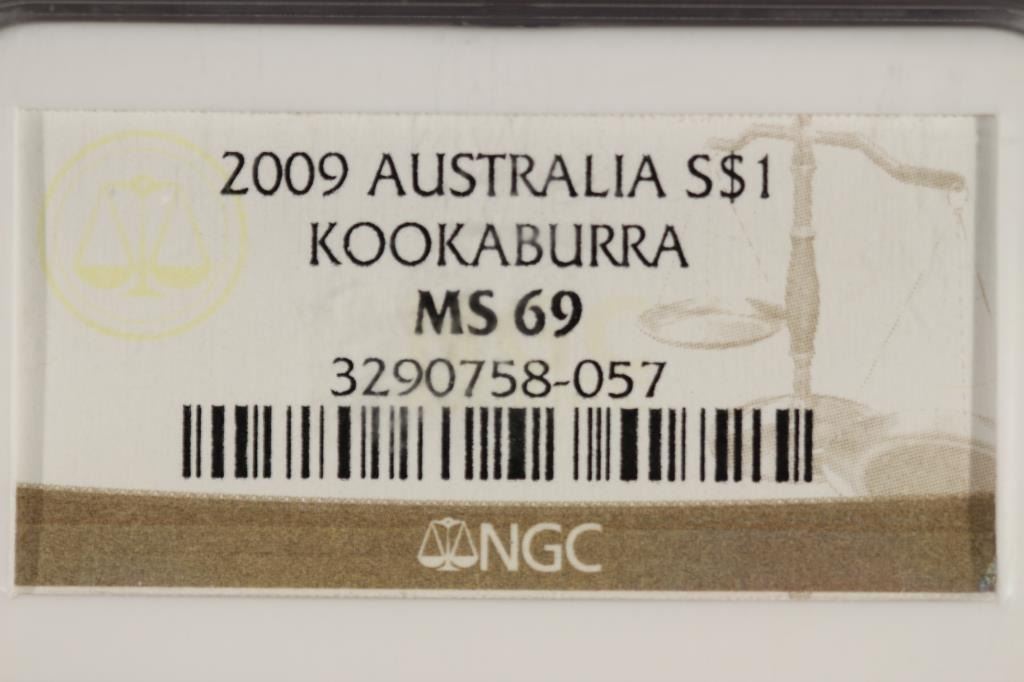 2009 AUSTRALIA S$1
KOOKABURRA
MS 69
3290758-057
NGC